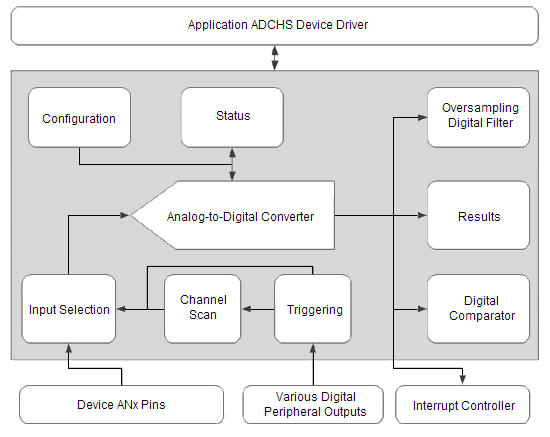 Application ADCHS Device Driver
Configuration
Status
Oversampling
Digital Filter
Analog-to-Digital Converter
Results
Input Selection
Channel
Scan
Triggering
Digital
Comparator
Device ANx Pins
Various Digital
Peripheral Outputs
Interrupt Controller